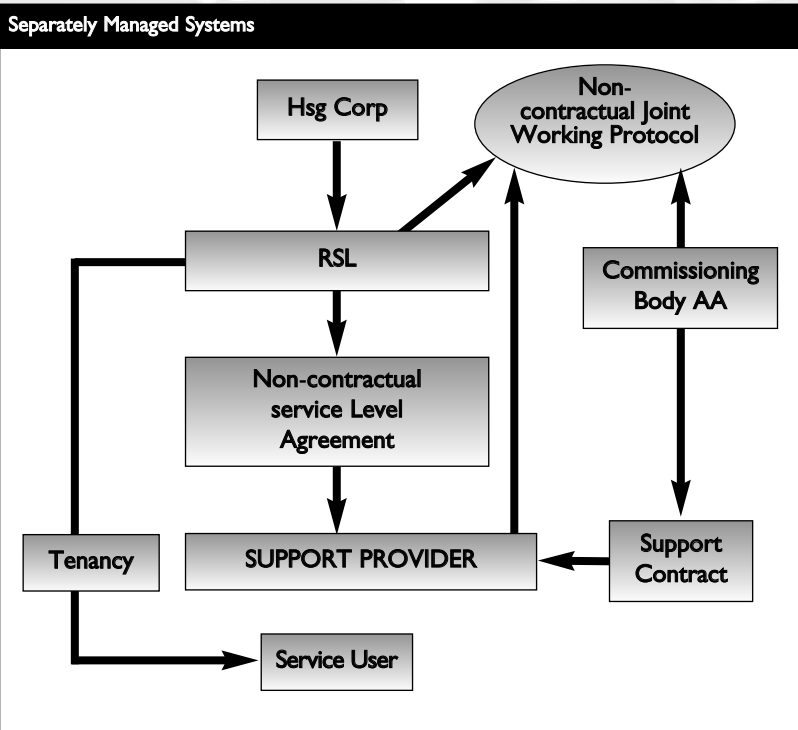 Separately Managed Systems
Hsg Corp
Non-
contractual Joint
Working Protocol
RSL
Commissioning
Body AA
Non-contractual
service Level
Agreement
Tenancy
SUPPORT PROVIDER
Support
Contract
Service User